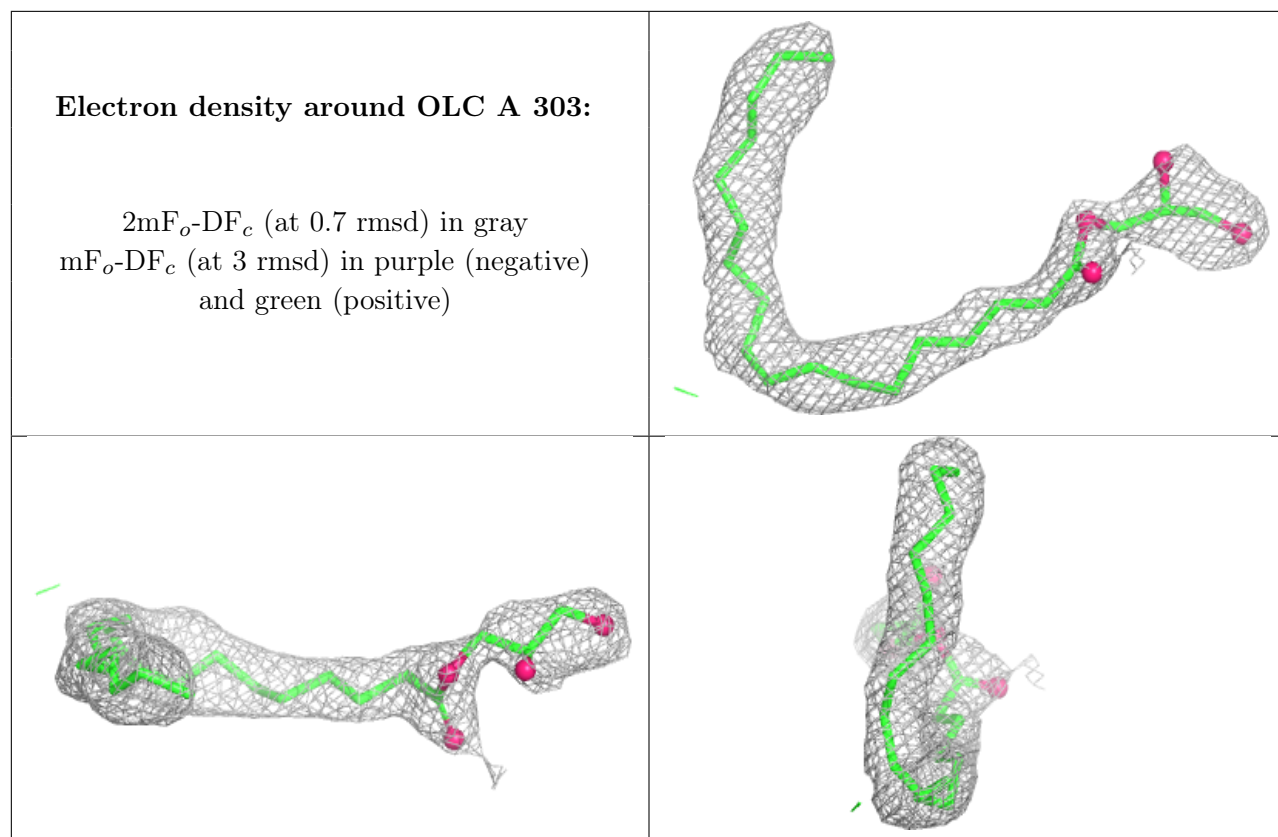 Electron density around OLC A 303:
2mFo-DFc (at 0.7 rmsd) in gray
mFo-DFc (at 3 rmsd) in purple (negative)
and green (positive)